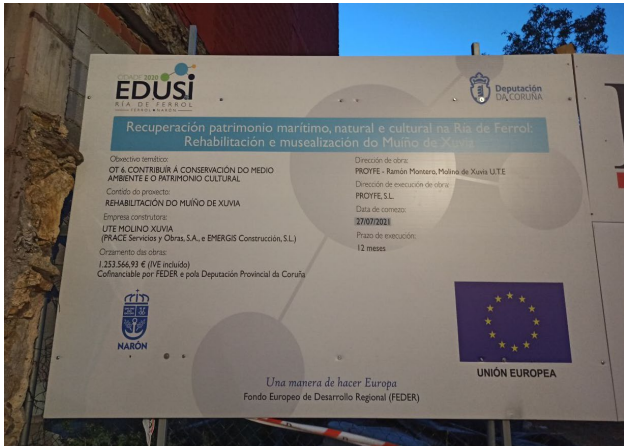 CIDADE 2020
EDUSI
RÍA DE FERROL
FERROL • NARÓN
Deputación
DA CORUÑA
Recuperación patrimonio marítimo, natural e cultural na Ría de Ferrol:
Rehabilitación e musealización do Muíño de Xuvia
Obxectivo temático:
OT 6. CONTRIBUÍR Á CONSERVACIÓN DO MEDIO
AMBIENTE E O PATRIMONIO CULTURAL
Contido do proxecto:
REHABILITACIÓN DO MUÍÑO DE XUVIA
Empresa construtora:
UTE MOLINO XUVIA
(PRACE Servicios y Obras, S.A., e EMERGIS Construcción, S.L.)
Orzamento das obras:
1.253.566,93 € (IVE incluído)
Cofinanciable por FEDER e pola Deputación Provincial da Coruña
Dirección de obra:
PROYFE - Ramón Montero, Molino de Xuvia U.T.E
Dirección de execución de obra:
PROYFE, S.L.
Data de comezo:
27/07/2021
Prazo de execución:
12 meses
NARÓN
UNIÓN EUROPEA
Una manera de hacer Europa
Fondo Europeo de Desarrollo Regional (FEDER)